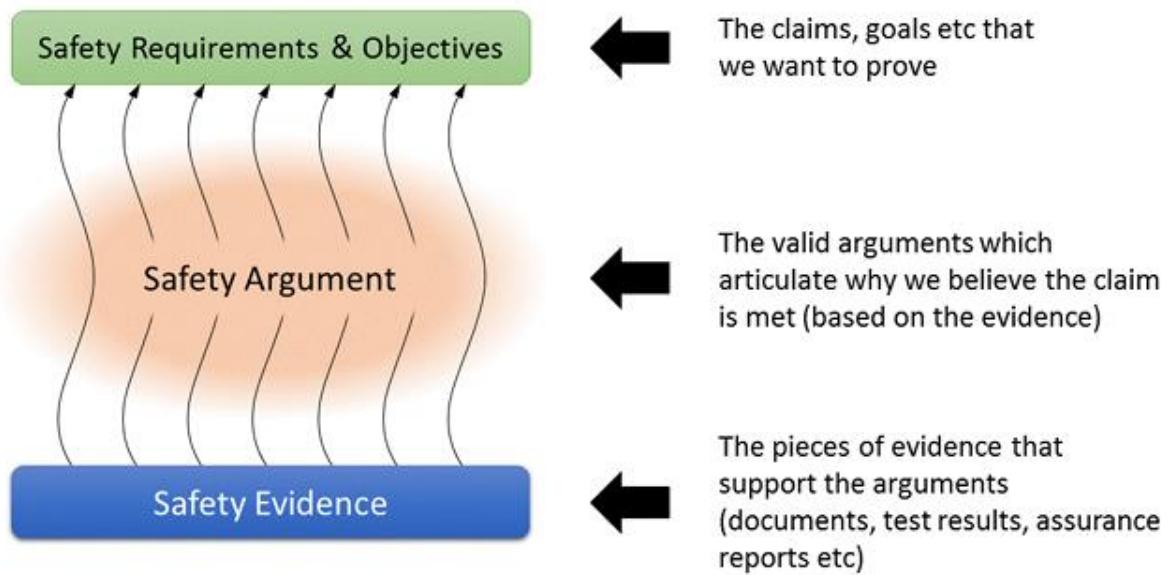 Safety Requirements & Objectives
The claims, goals etc that
we want to prove
Safety Argument
The valid arguments which
articulate why we believe the claim
is met (based on the evidence)
Safety Evidence
The pieces of evidence that
support the arguments
(documents, test results, assurance
reports etc)